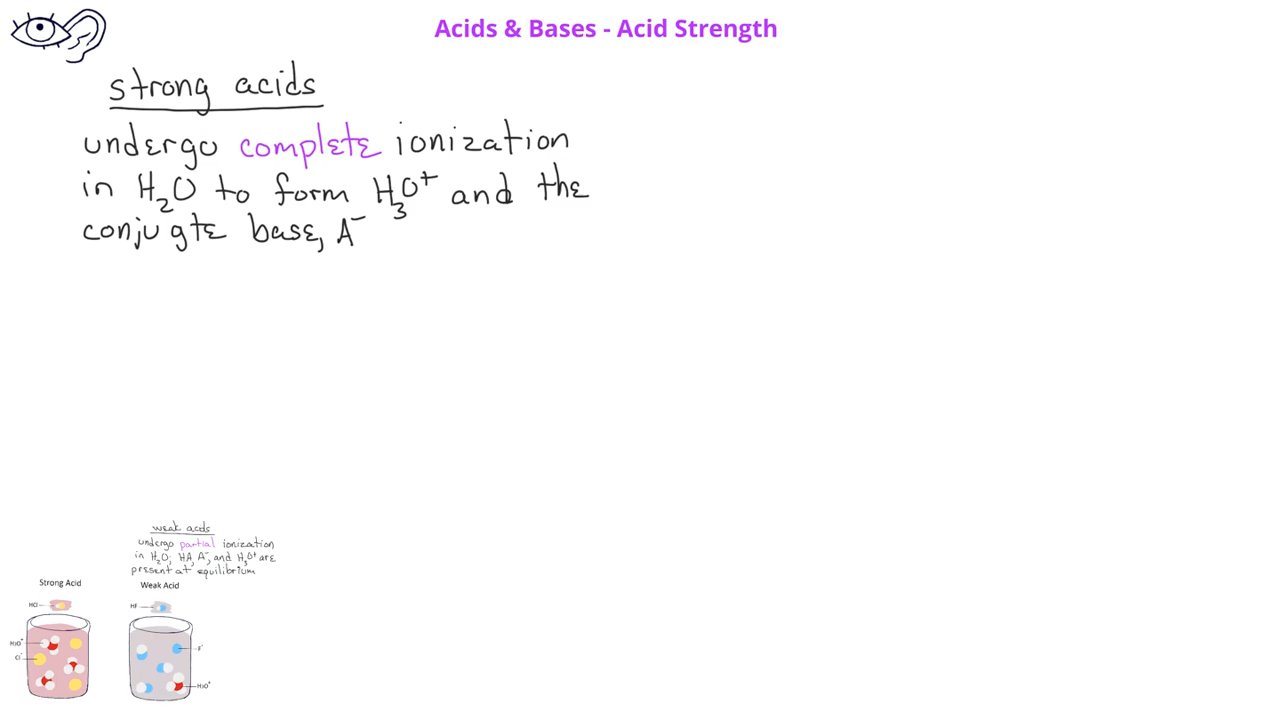 Acids & Bases - Acid Strength
strong acids
undergo complete ionization
in H₂O to form H₃O⁺ and the
conjugte base, A⁻
weak acids
undergo partial ionization
in H₂O; HA, A⁻, and H₃O⁺ are
present at equilibrium
Strong Acid
Weak Acid
HCl
HF
H₃O⁺
Cl⁻
F⁻
H₃O⁺